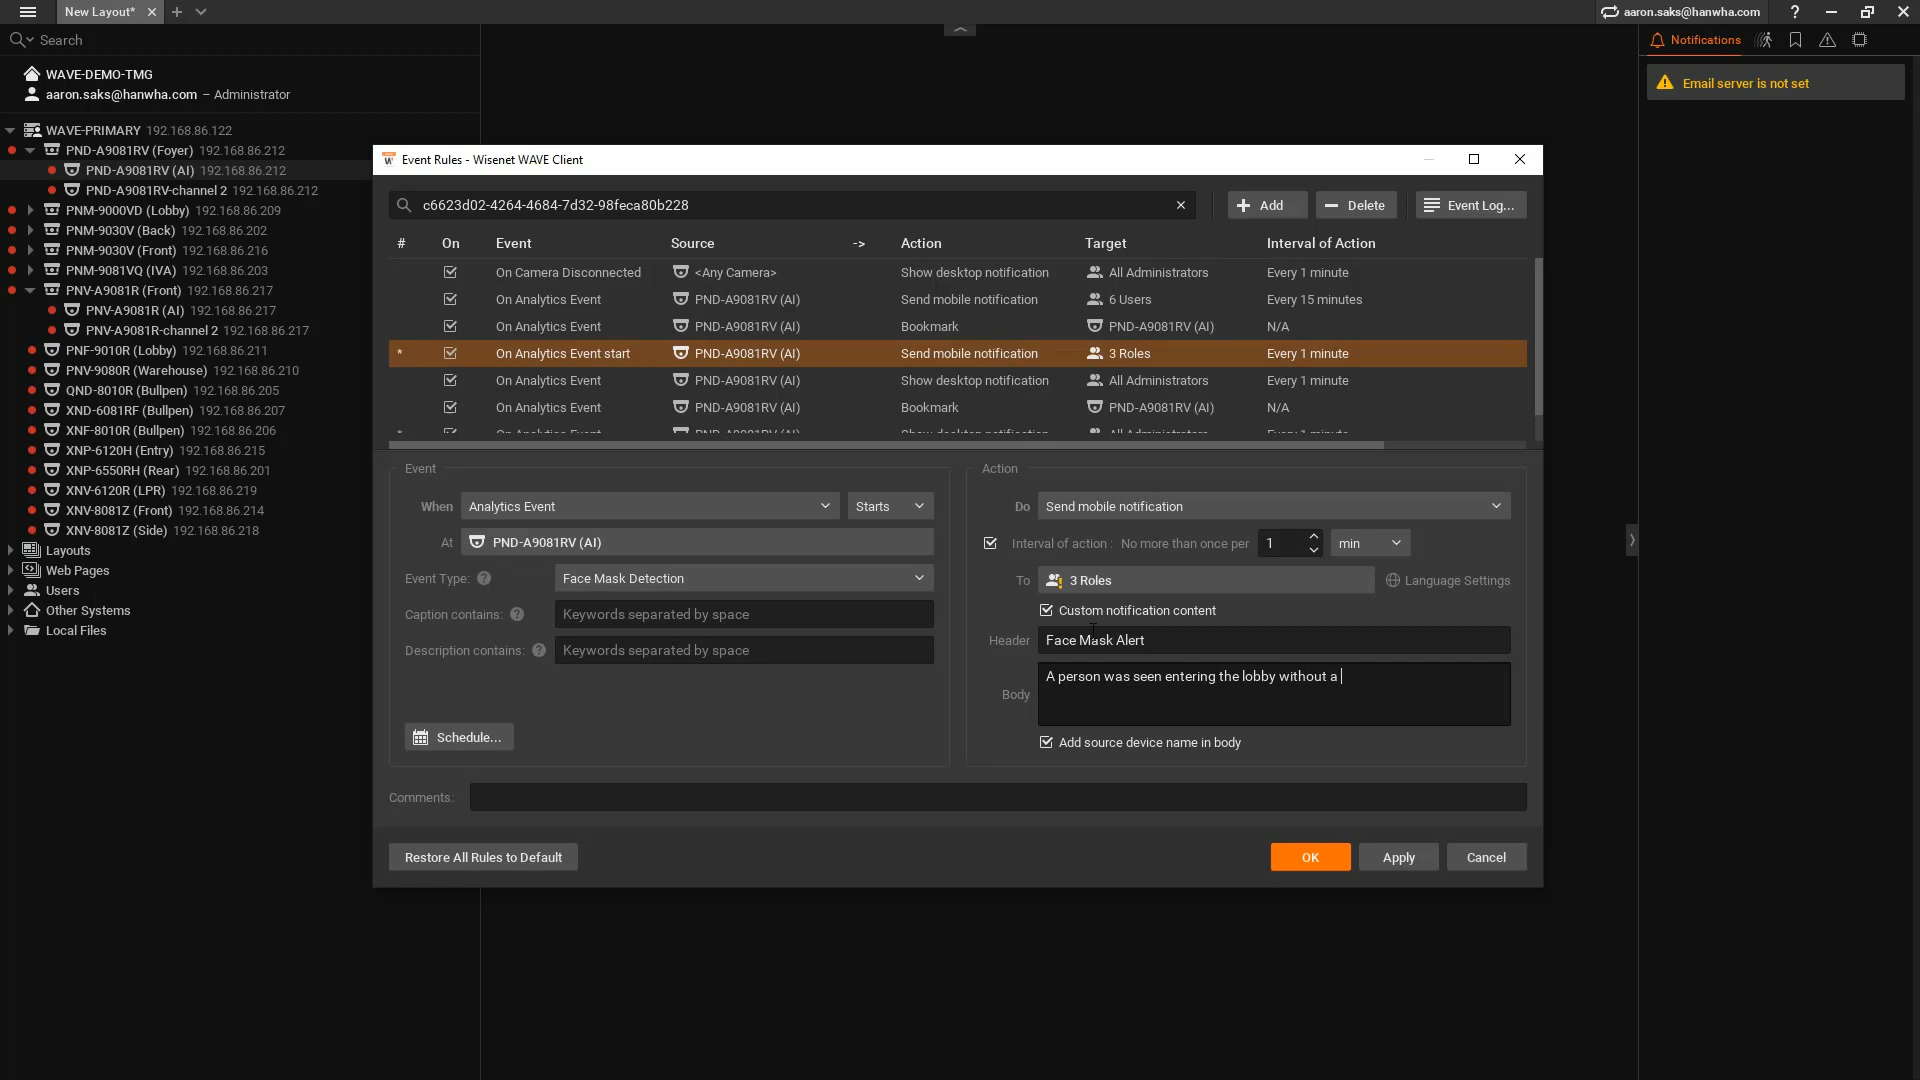 New Layout*
aaron.saks@hanwha.com
?
Search
Notifications
WAVE-DEMO-TMG
aaron.saks@hanwha.com – Administrator
Email server is not set
WAVE-PRIMARY 192.168.86.122
PND-A9081RV (Foyer) 192.168.86.212
PND-A9081RV (AI) 192.168.86.212
PND-A9081RV-channel 2 192.168.86.212
PNM-9000VD (Lobby) 192.168.86.209
PNM-9030V (Back) 192.168.86.202
PNM-9030V (Front) 192.168.86.216
PNM-9081VQ (IVA) 192.168.86.203
PNV-A9081R (Front) 192.168.86.217
PNV-A9081R (AI) 192.168.86.217
PNV-A9081R-channel 2 192.168.86.217
PNF-9010R (Lobby) 192.168.86.211
PNV-9080R (Warehouse) 192.168.86.210
QND-8010R (Bullpen) 192.168.86.205
XND-6081RF (Bullpen) 192.168.86.207
XNF-8010R (Bullpen) 192.168.86.206
XNP-6120H (Entry) 192.168.86.215
XNP-6550RH (Rear) 192.168.86.201
XNV-6120R (LPR) 192.168.86.219
XNV-8081Z (Front) 192.168.86.214
XNV-8081Z (Side) 192.168.86.218
Layouts
Web Pages
Users
Other Systems
Local Files
Event Rules - Wisenet WAVE Client
c6623d02-4264-4684-7d32-98feca80b228
Add
Delete
Event Log...
# On Event Source -> Action Target Interval of Action
On Camera Disconnected <Any Camera> Show desktop notification All Administrators Every 1 minute
On Analytics Event PND-A9081RV (AI) Send mobile notification 6 Users Every 15 minutes
On Analytics Event PND-A9081RV (AI) Bookmark PND-A9081RV (AI) N/A
* On Analytics Event start PND-A9081RV (AI) Send mobile notification 3 Roles Every 1 minute
On Analytics Event PND-A9081RV (AI) Show desktop notification All Administrators Every 1 minute
On Analytics Event PND-A9081RV (AI) Bookmark PND-A9081RV (AI) N/A
* On Analytics Event PND-A9081RV (AI) Show desktop notification All Administrators Every 1 minute
Event
When Analytics Event Starts
At PND-A9081RV (AI)
Event Type: ? Face Mask Detection
Caption contains: ? Keywords separated by space
Description contains: ? Keywords separated by space
Schedule...
Action
Do Send mobile notification
Interval of action : No more than once per 1 min
To 3 Roles Language Settings
Custom notification content
Header Face Mask Alert
Body A person was seen entering the lobby without a
Add source device name in body
Comments:
Restore All Rules to Default
OK
Apply
Cancel